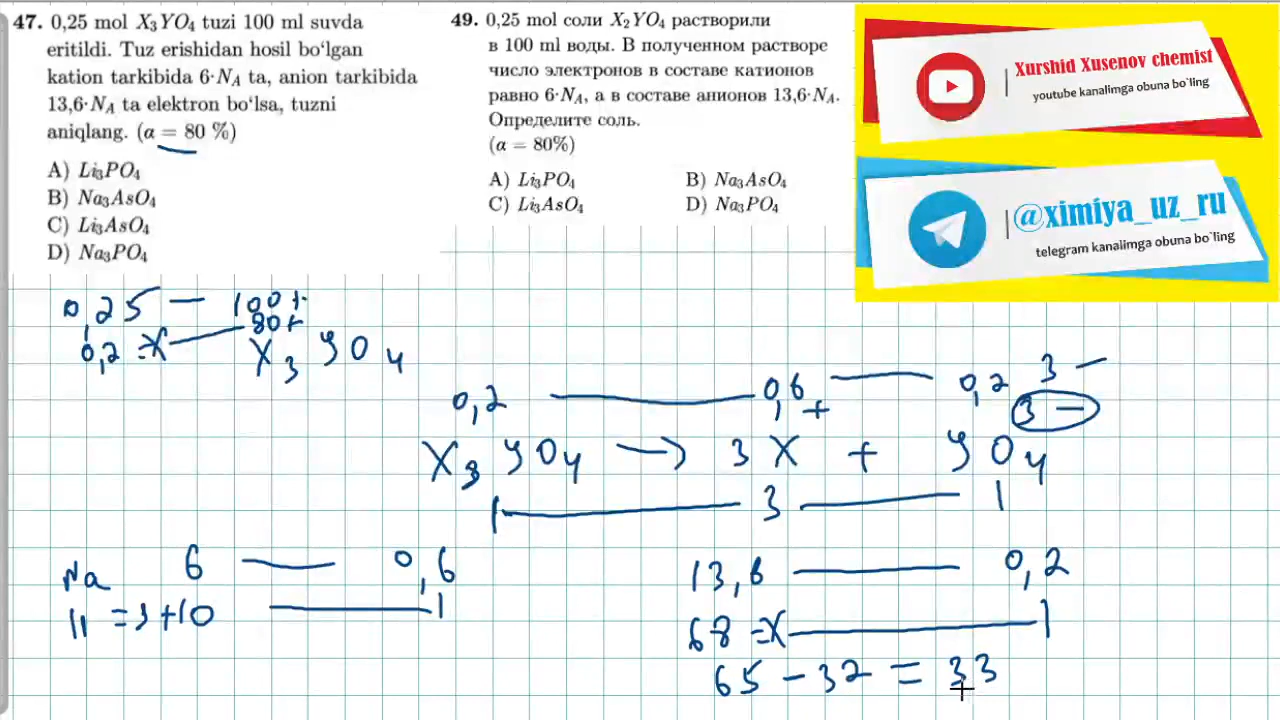 47. 0,25 mol X₃YO₄ tuzi 100 ml suvda
eritildi. Tuz erishidan hosil bo‘lgan
kation tarkibida 6·N_A ta, anion tarkibida
13,6·N_A ta elektron bo‘lsa, tuzni
aniqlang. (α = 80 %)
A) Li₃PO₄
B) Na₃AsO₄
C) Li₃AsO₄
D) Na₃PO₄
49. 0,25 mol соли X₂YO₄ растворили
в 100 ml воды. В полученном растворе
число электронов в составе катионов
равно 6·N_A, а в составе анионов 13,6·N_A.
Определите соль.
(α = 80%)
A) Li₃PO₄ B) Na₃AsO₄
C) Li₃AsO₄ D) Na₃PO₄
Xurshid Xusenov chemist
youtube kanalimga obuna bo`ling
@ximiya_uz_ru
telegram kanalimga obuna bo`ling
0,25 — 100%
0,2 = X — 80%
X₃YO₄
0,2 — 0,6 — 0,2
3 —
X₃YO₄ → 3X⁺ + YO₄³⁻
1 — 3 — 1
Na 6 — 0,6
11 = 1 + 10 — 1
13,6 — 0,2
68 = X — 1
65 - 32 = 33